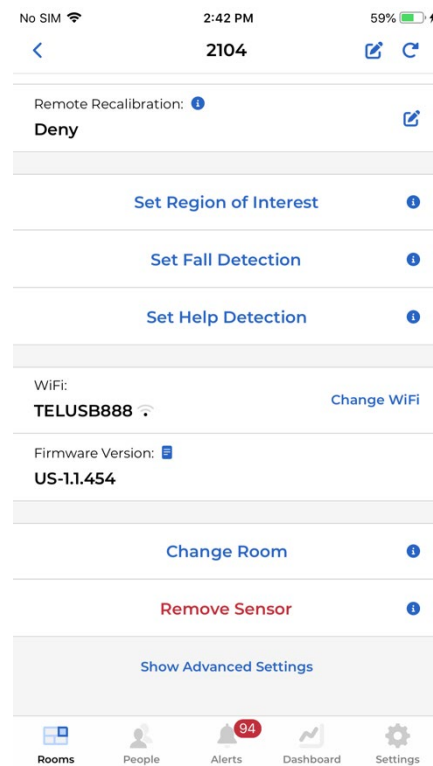 No SIM 2:42 PM 59%
2104
Remote Recalibration:
Deny
Set Region of Interest
Set Fall Detection
Set Help Detection
WiFi:
TELUSB888
Change WiFi
Firmware Version:
US-1.1.454
Change Room
Remove Sensor
Show Advanced Settings
94
Rooms People Alerts Dashboard Settings